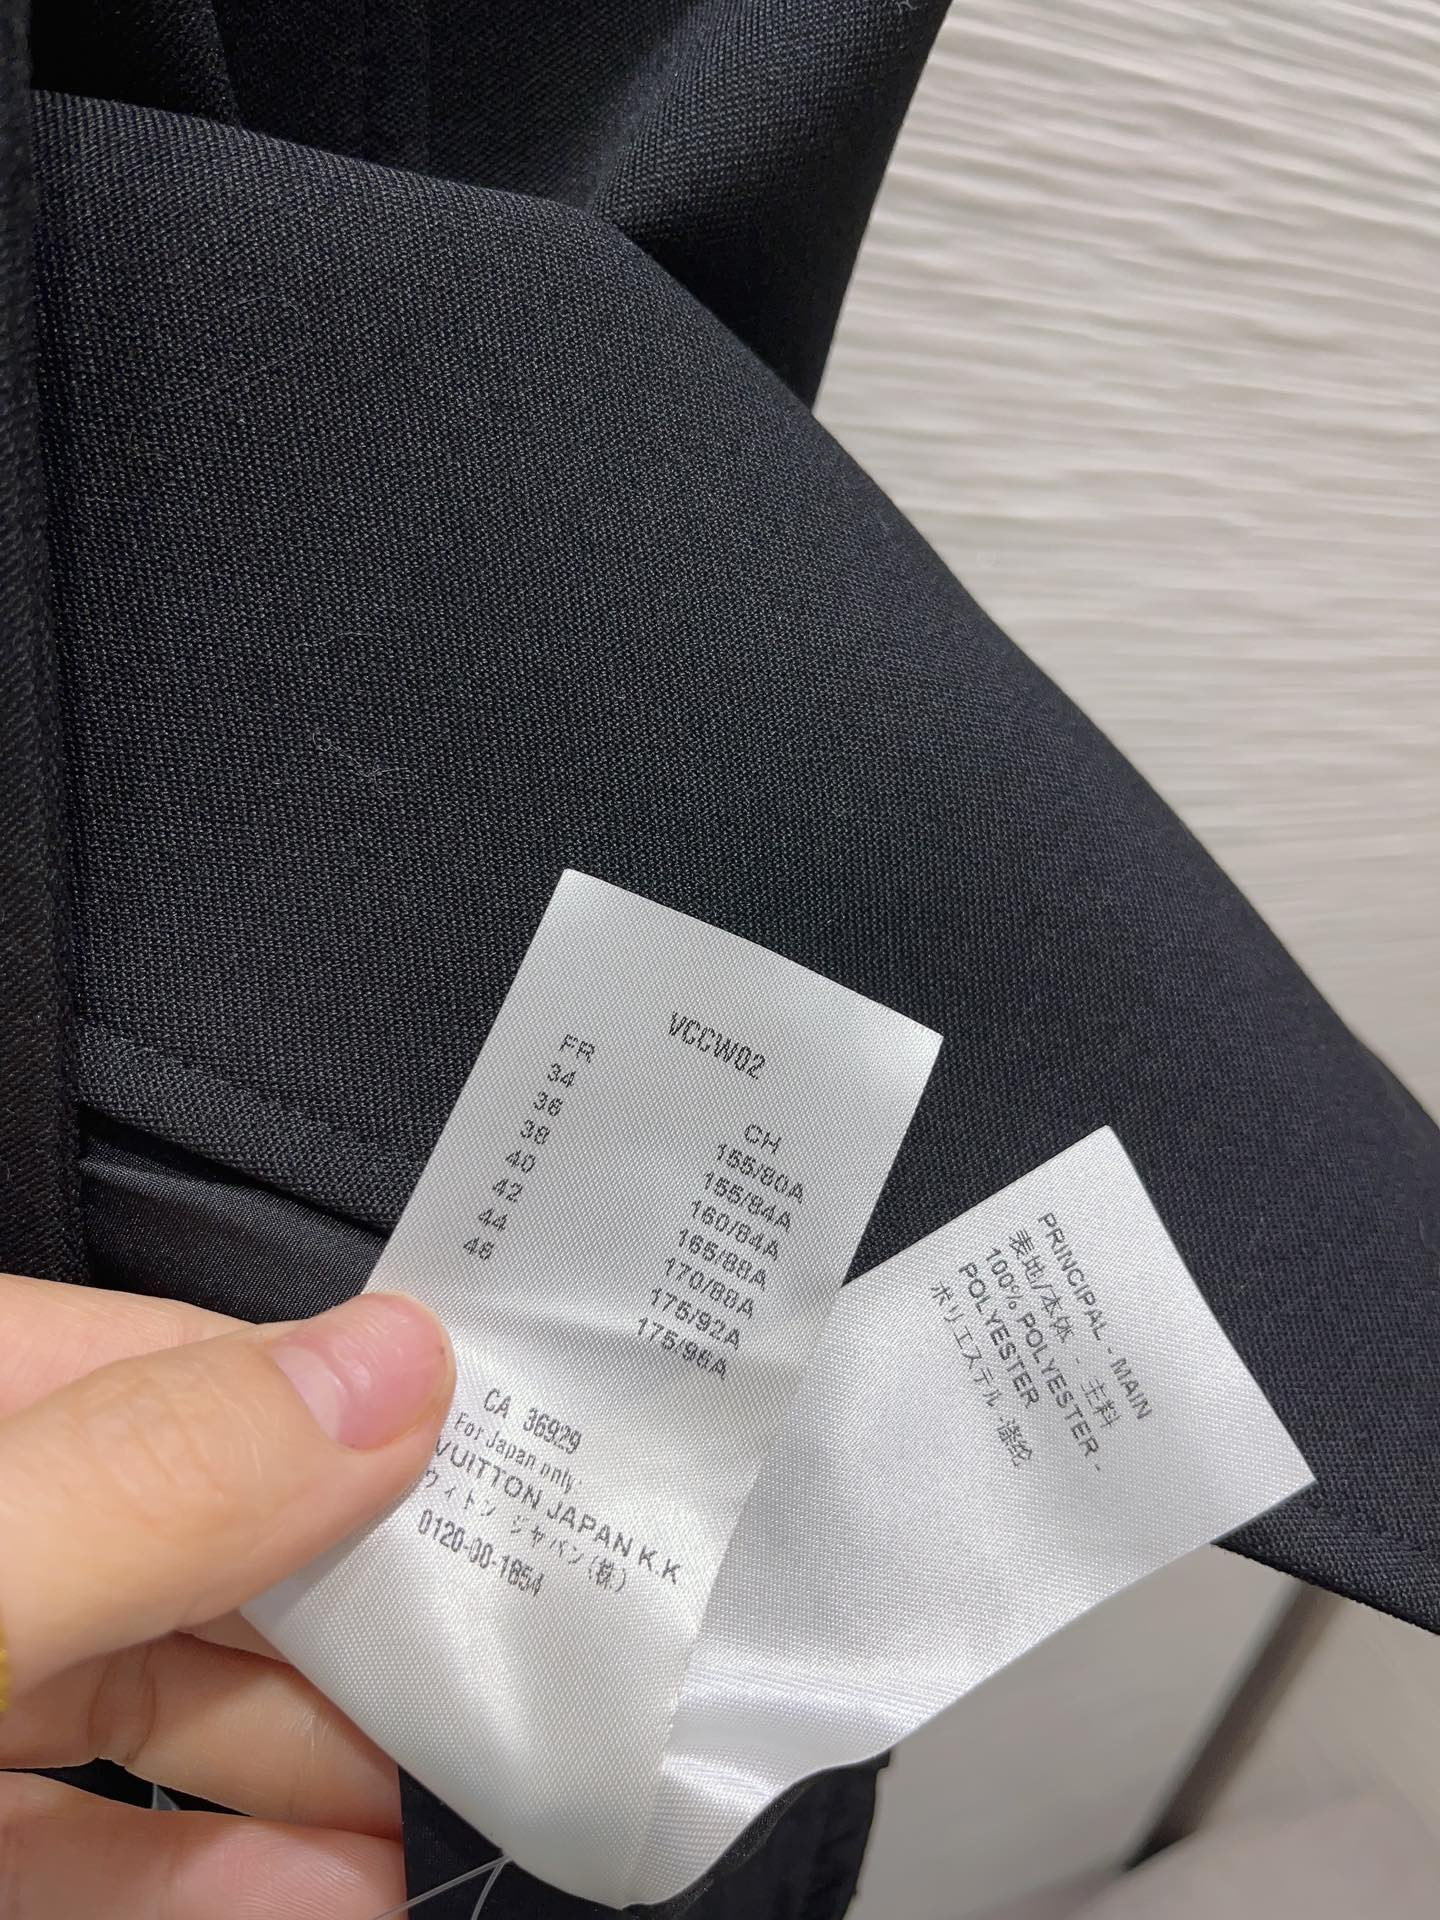 VCCW02
FR
34
36
38
40
42
44
46
CH
155/80A
155/84A
160/84A
165/88A
170/88A
175/92A
175/96A
CA 36929
For Japan only:
VUITTON JAPAN K.K
ウィトン ジャパン(株)
0120-00-1854
PRINCIPAL - MAIN
表地/本体 - 主料
100% POLYESTER -
POLYESTER
ポリエステル -涤纶